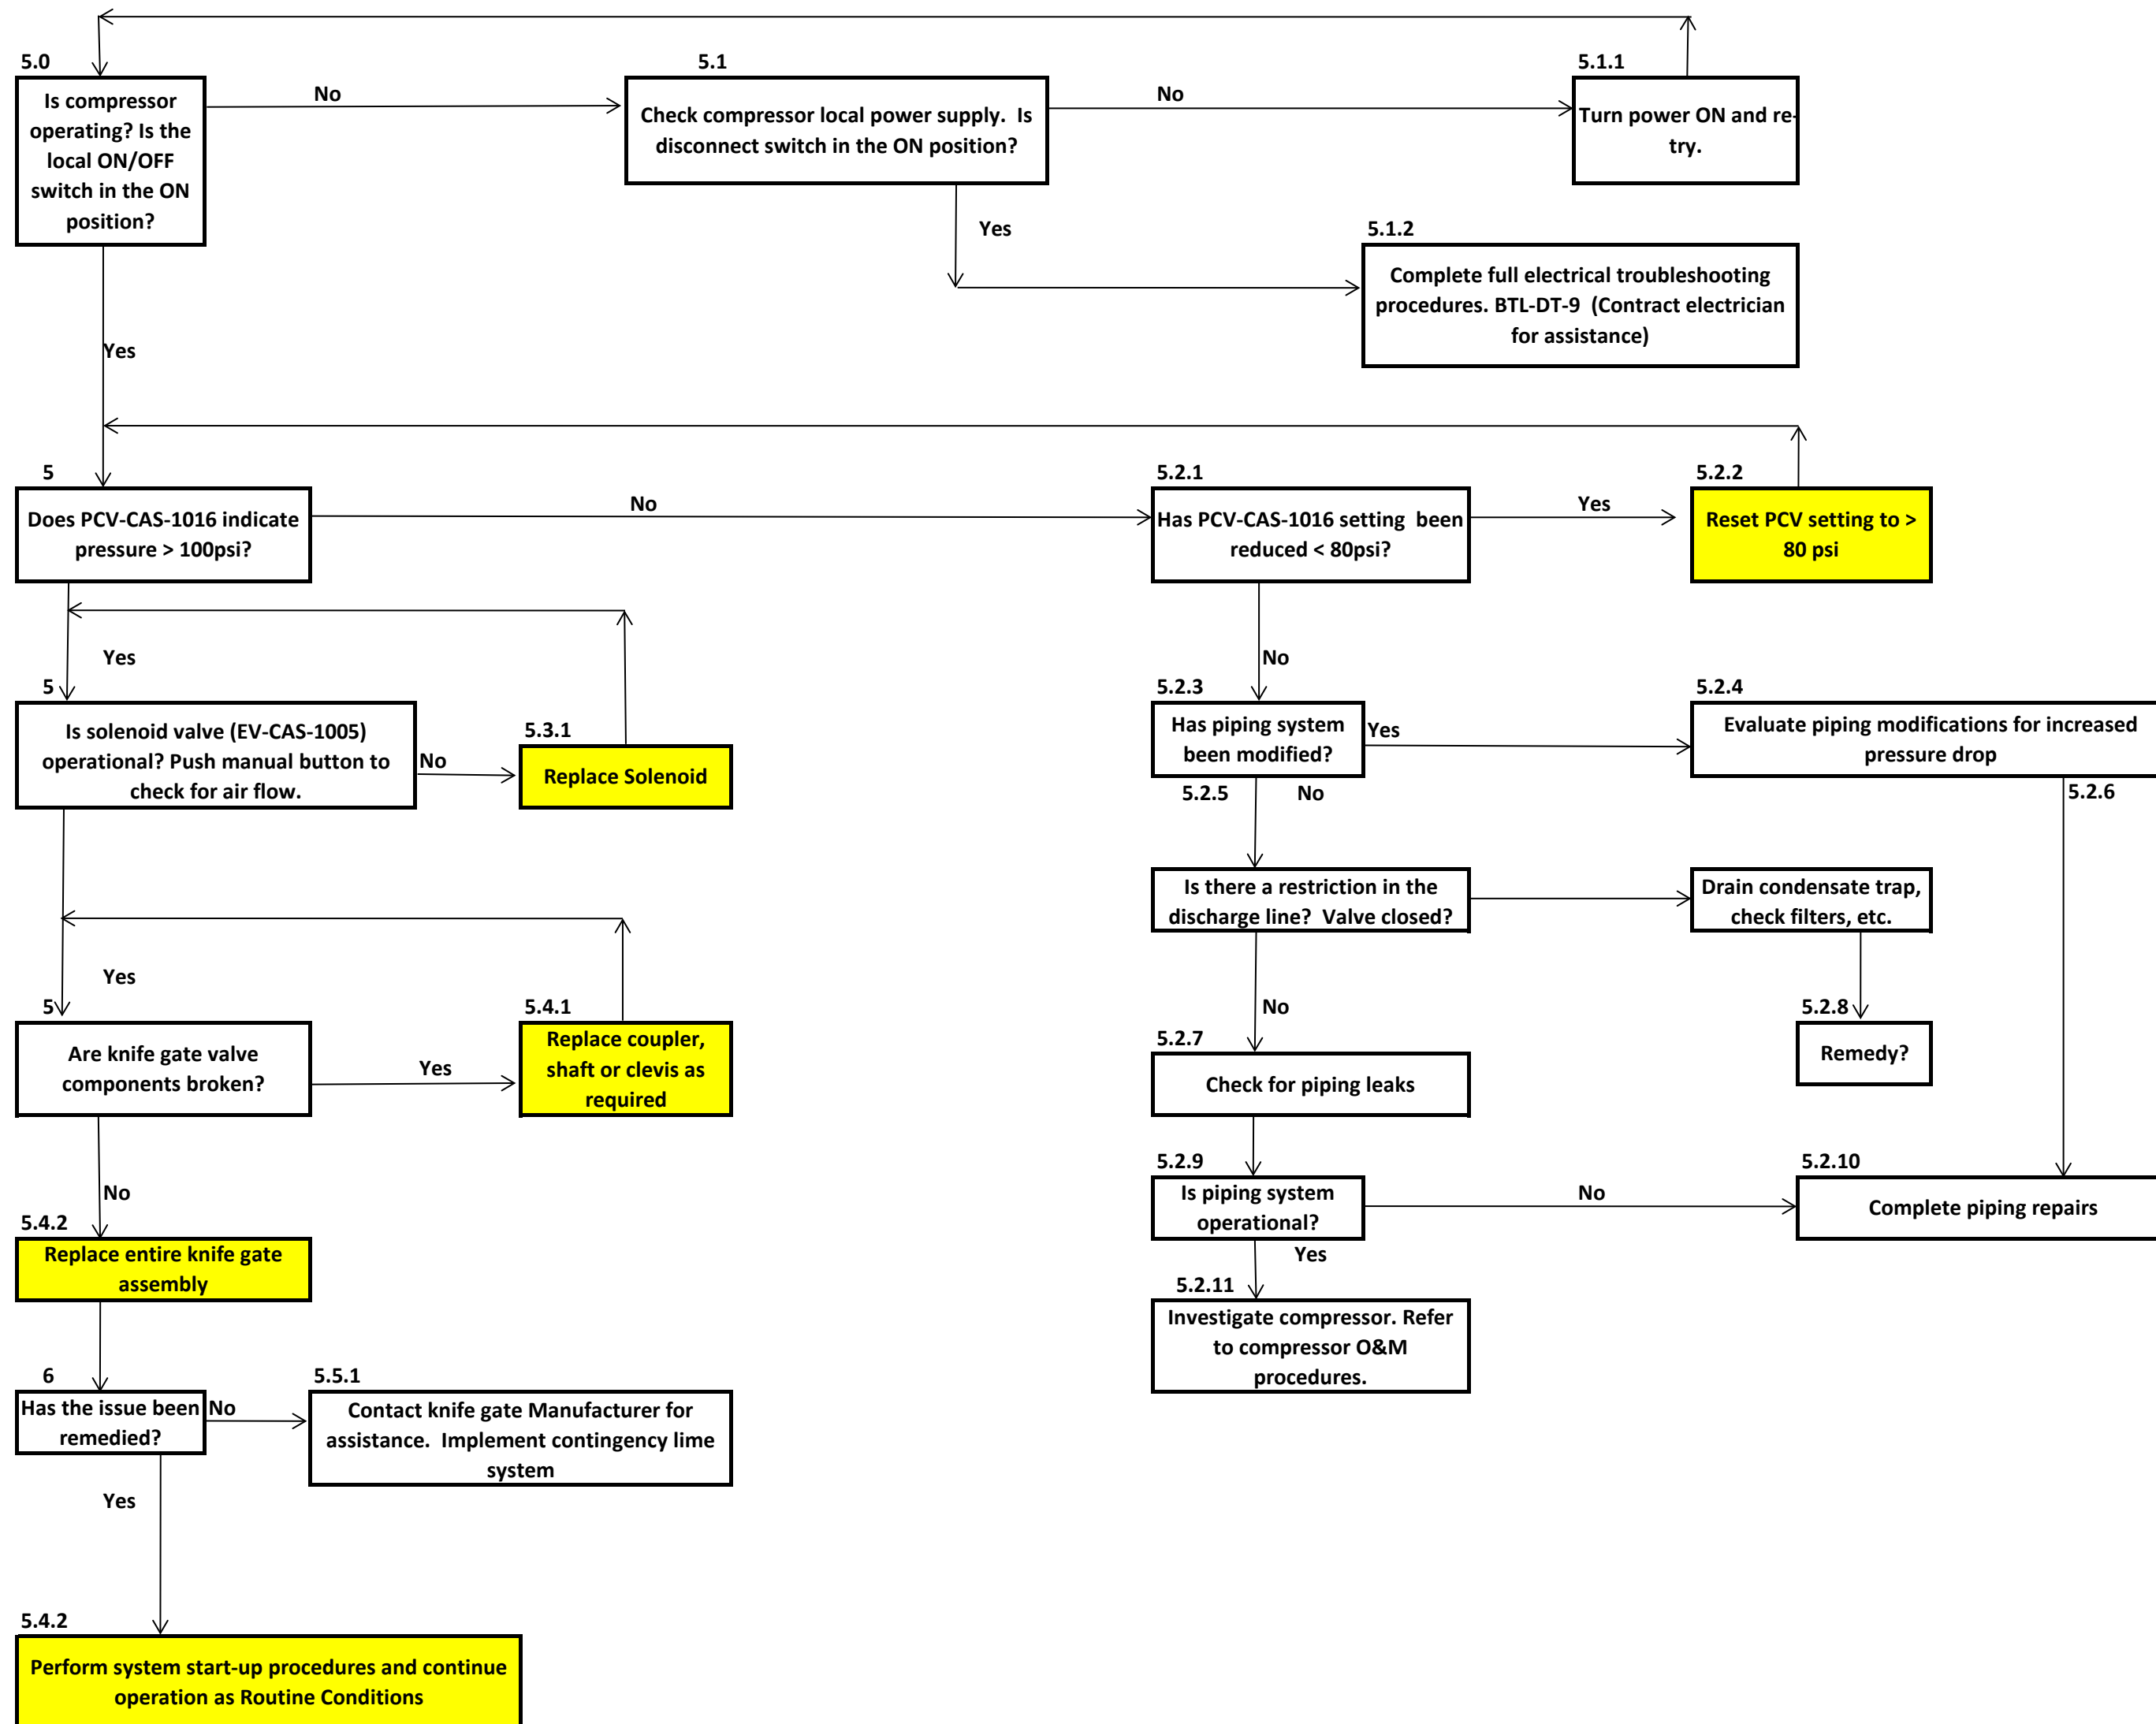 5.0
Is compressor
operating? Is the
local ON/OFF
switch in the ON
position?
No
5.1
Check compressor local power supply.  Is
disconnect switch in the ON position?
No
5.1.1
Turn power ON and re-
try.
Yes
5.1.2
Complete full electrical troubleshooting
procedures. BTL-DT-9  (Contract electrician
for assistance)
Yes
5
Does PCV-CAS-1016 indicate
pressure > 100psi?
No
5.2.1
Has PCV-CAS-1016 setting  been
reduced < 80psi?
Yes
5.2.2
Reset PCV setting to >
80 psi
Yes
No
5
Is solenoid valve (EV-CAS-1005)
operational? Push manual button to
check for air flow.
No
5.3.1
Replace Solenoid
5.2.3
Has piping system
been modified?
Yes
5.2.4
Evaluate piping modifications for increased
pressure drop
5.2.5
No
5.2.6
Is there a restriction in the
discharge line?  Valve closed?
Drain condensate trap,
check filters, etc.
Yes
No
5
Are knife gate valve
components broken?
Yes
5.4.1
Replace coupler,
shaft or clevis as
required
5.2.7
Check for piping leaks
5.2.8
Remedy?
No
5.2.9
Is piping system
operational?
No
5.2.10
Complete piping repairs
5.4.2
Replace entire knife gate
assembly
Yes
5.2.11
Investigate compressor. Refer
to compressor O&M
procedures.
6
Has the issue been
remedied?
No
5.5.1
Contact knife gate Manufacturer for
assistance.  Implement contingency lime
system
Yes
5.4.2
Perform system start-up procedures and continue
operation as Routine Conditions